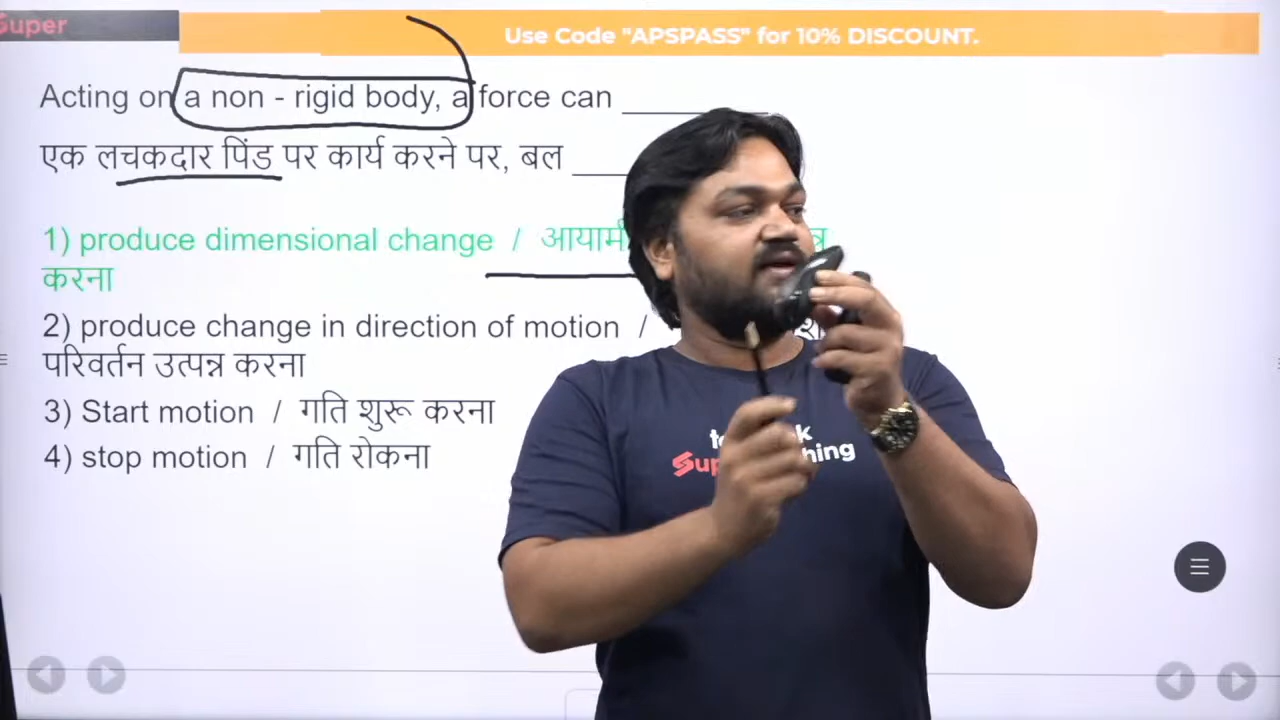 Super
Use Code "APSPASS" for 10% DISCOUNT.
Acting on a non - rigid body, a force can ________
एक लचकदार पिंड पर कार्य करने पर, बल ____
1) produce dimensional change / आयामी
करना
2) produce change in direction of motion /
परिवर्तन उत्पन्न करना
3) Start motion / गति शुरू करना
4) stop motion / गति रोकना